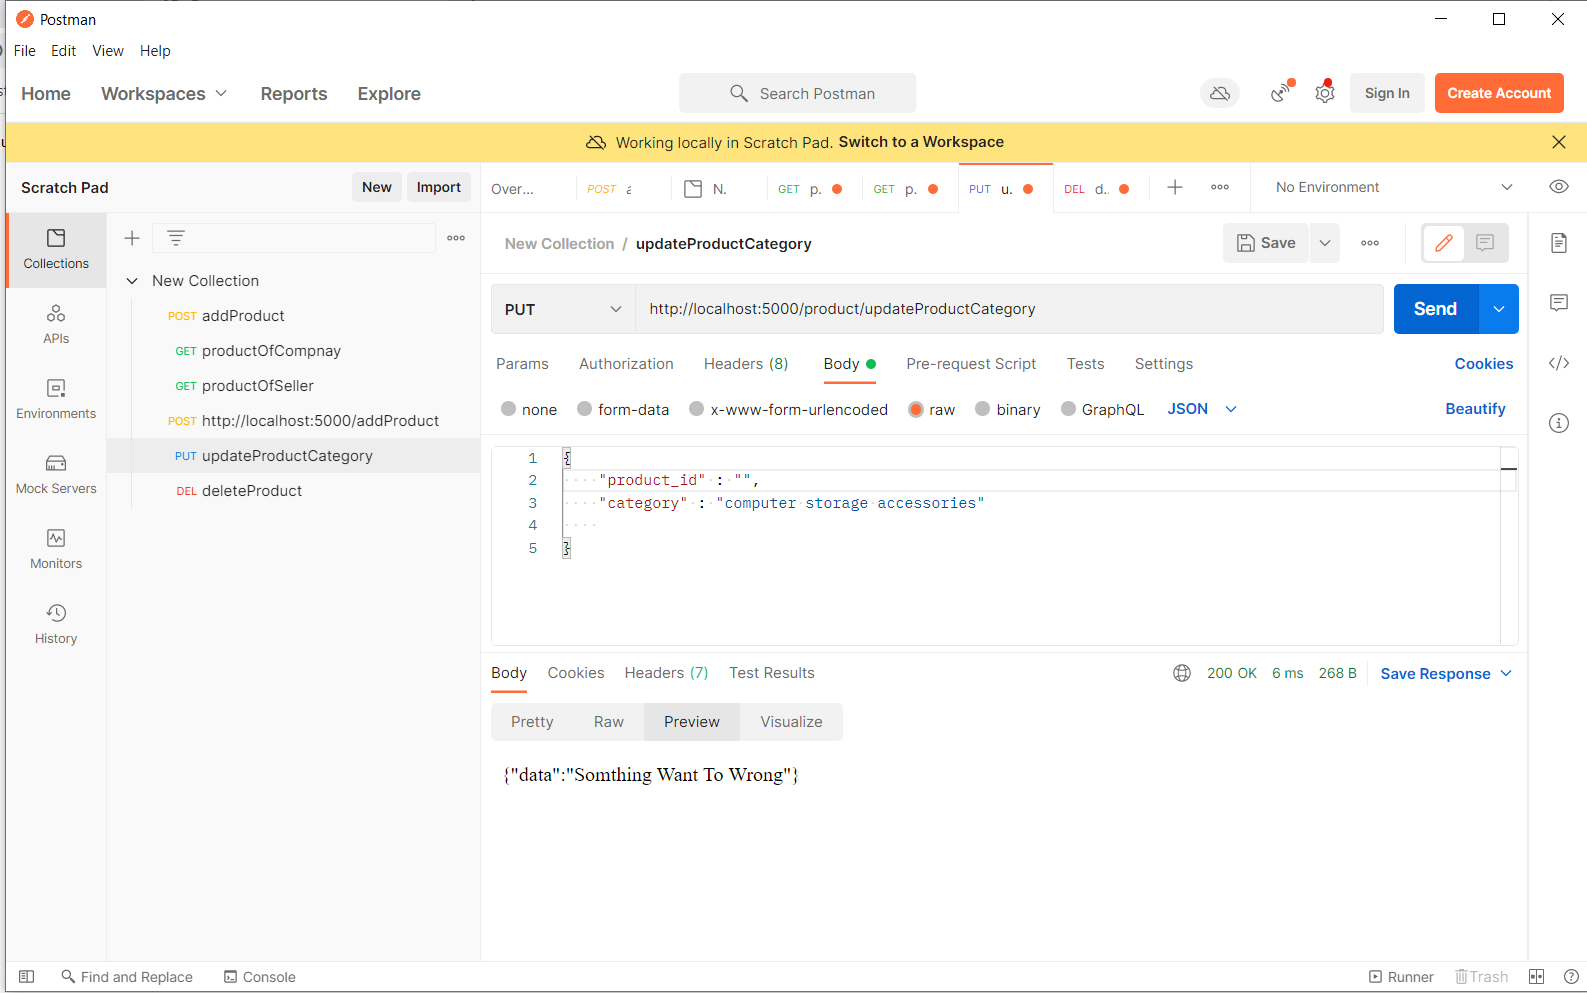 Postman
File Edit View Help
Home Workspaces Reports Explore Search Postman Sign In Create Account
Working locally in Scratch Pad. Switch to a Workspace
Scratch Pad New Import Over... POST N. GET p. GET p. PUT u. DEL d.. No Environment
Collections
New Collection / updateProductCategory Save
New Collection
POST addProduct
GET productOfCompnay
GET productOfSeller
POST http://localhost:5000/addProduct
PUT updateProductCategory
DEL deleteProduct
APIs
Environments
Mock Servers
Monitors
History
PUT http://localhost:5000/product/updateProductCategory Send
Params Authorization Headers (8) Body Pre-request Script Tests Settings Cookies
none form-data x-www-form-urlencoded raw binary GraphQL JSON Beautify
1 {
2 "product_id" : "",
3 "category" : "computer storage accessories"
4
5 }
Body Cookies Headers (7) Test Results 200 OK 6 ms 268 B Save Response
Pretty Raw Preview Visualize
{"data":"Somthing Want To Wrong"}
Find and Replace Console Runner Trash